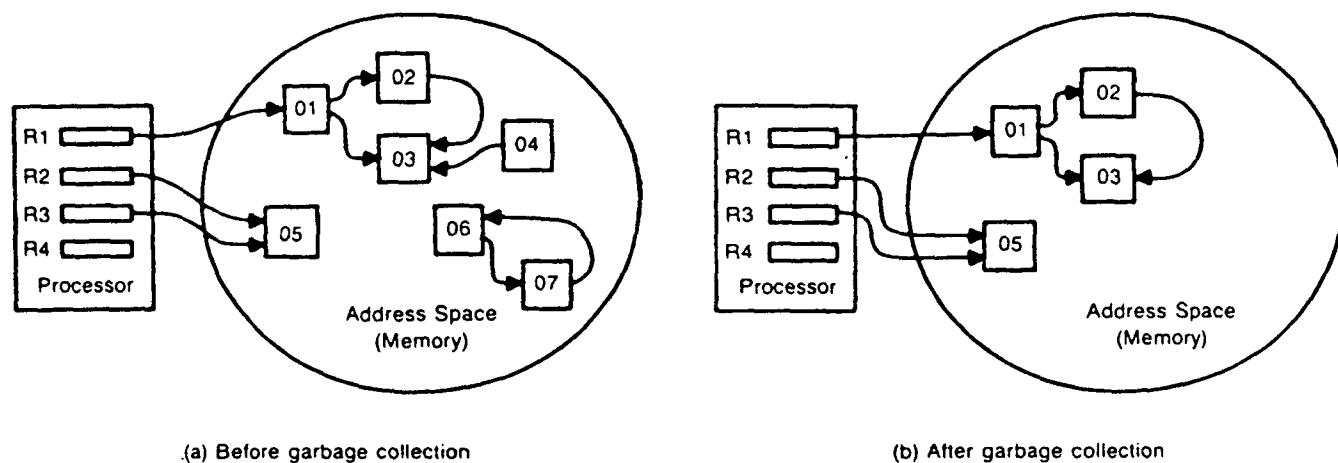 R1
R2
R3
R4
Processor
01
02
03
04
05
06
07
Address Space
(Memory)
(a) Before garbage collection
R1
R2
R3
R4
Processor
01
02
03
05
Address Space
(Memory)
(b) After garbage collection